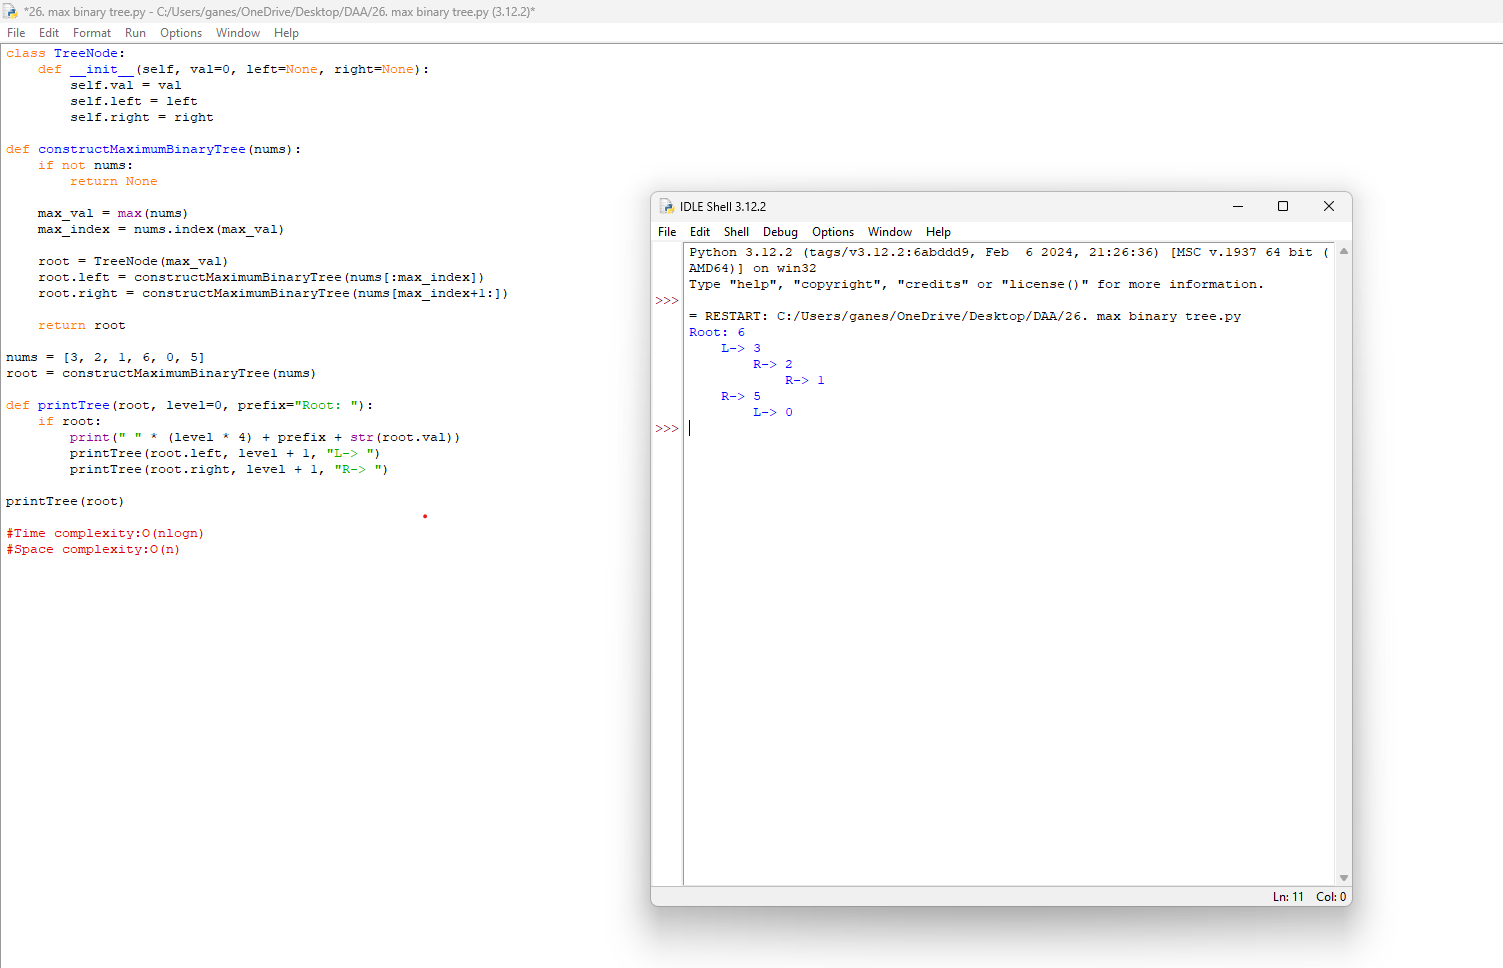 *26. max binary tree.py - C:/Users/ganes/OneDrive/Desktop/DAA/26. max binary tree.py (3.12.2)*
File Edit Format Run Options Window Help
class TreeNode:
    def __init__(self, val=0, left=None, right=None):
        self.val = val
        self.left = left
        self.right = right

def constructMaximumBinaryTree(nums):
    if not nums:
        return None

    max_val = max(nums)
    max_index = nums.index(max_val)

    root = TreeNode(max_val)
    root.left = constructMaximumBinaryTree(nums[:max_index])
    root.right = constructMaximumBinaryTree(nums[max_index+1:])

    return root

nums = [3, 2, 1, 6, 0, 5]
root = constructMaximumBinaryTree(nums)

def printTree(root, level=0, prefix="Root: "):
    if root:
        print(" " * (level * 4) + prefix + str(root.val))
        printTree(root.left, level + 1, "L-> ")
        printTree(root.right, level + 1, "R-> ")

printTree(root)

#Time complexity:O(nlogn)
#Space complexity:O(n)
IDLE Shell 3.12.2
File Edit Shell Debug Options Window Help
Python 3.12.2 (tags/v3.12.2:6abddd9, Feb  6 2024, 21:26:36) [MSC v.1937 64 bit (
AMD64)] on win32
Type "help", "copyright", "credits" or "license()" for more information.
>>>
= RESTART: C:/Users/ganes/OneDrive/Desktop/DAA/26. max binary tree.py
Root: 6
    L-> 3
        R-> 2
            R-> 1
    R-> 5
        L-> 0
>>>
Ln: 11 Col: 0